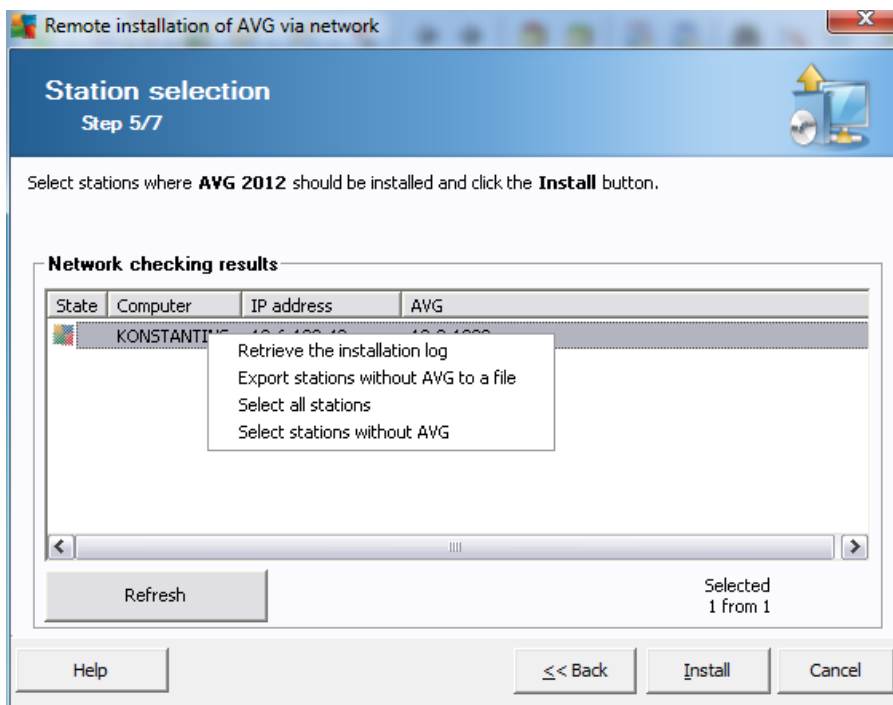 Remote installation of AVG via network
Station selection
Step 5/7
Select stations where AVG 2012 should be installed and click the Install button.
Network checking results
State Computer IP address AVG
Retrieve the installation log
Export stations without AVG to a file
Select all stations
Select stations without AVG
Refresh
Selected
1 from 1
Help
<< Back
Install
Cancel